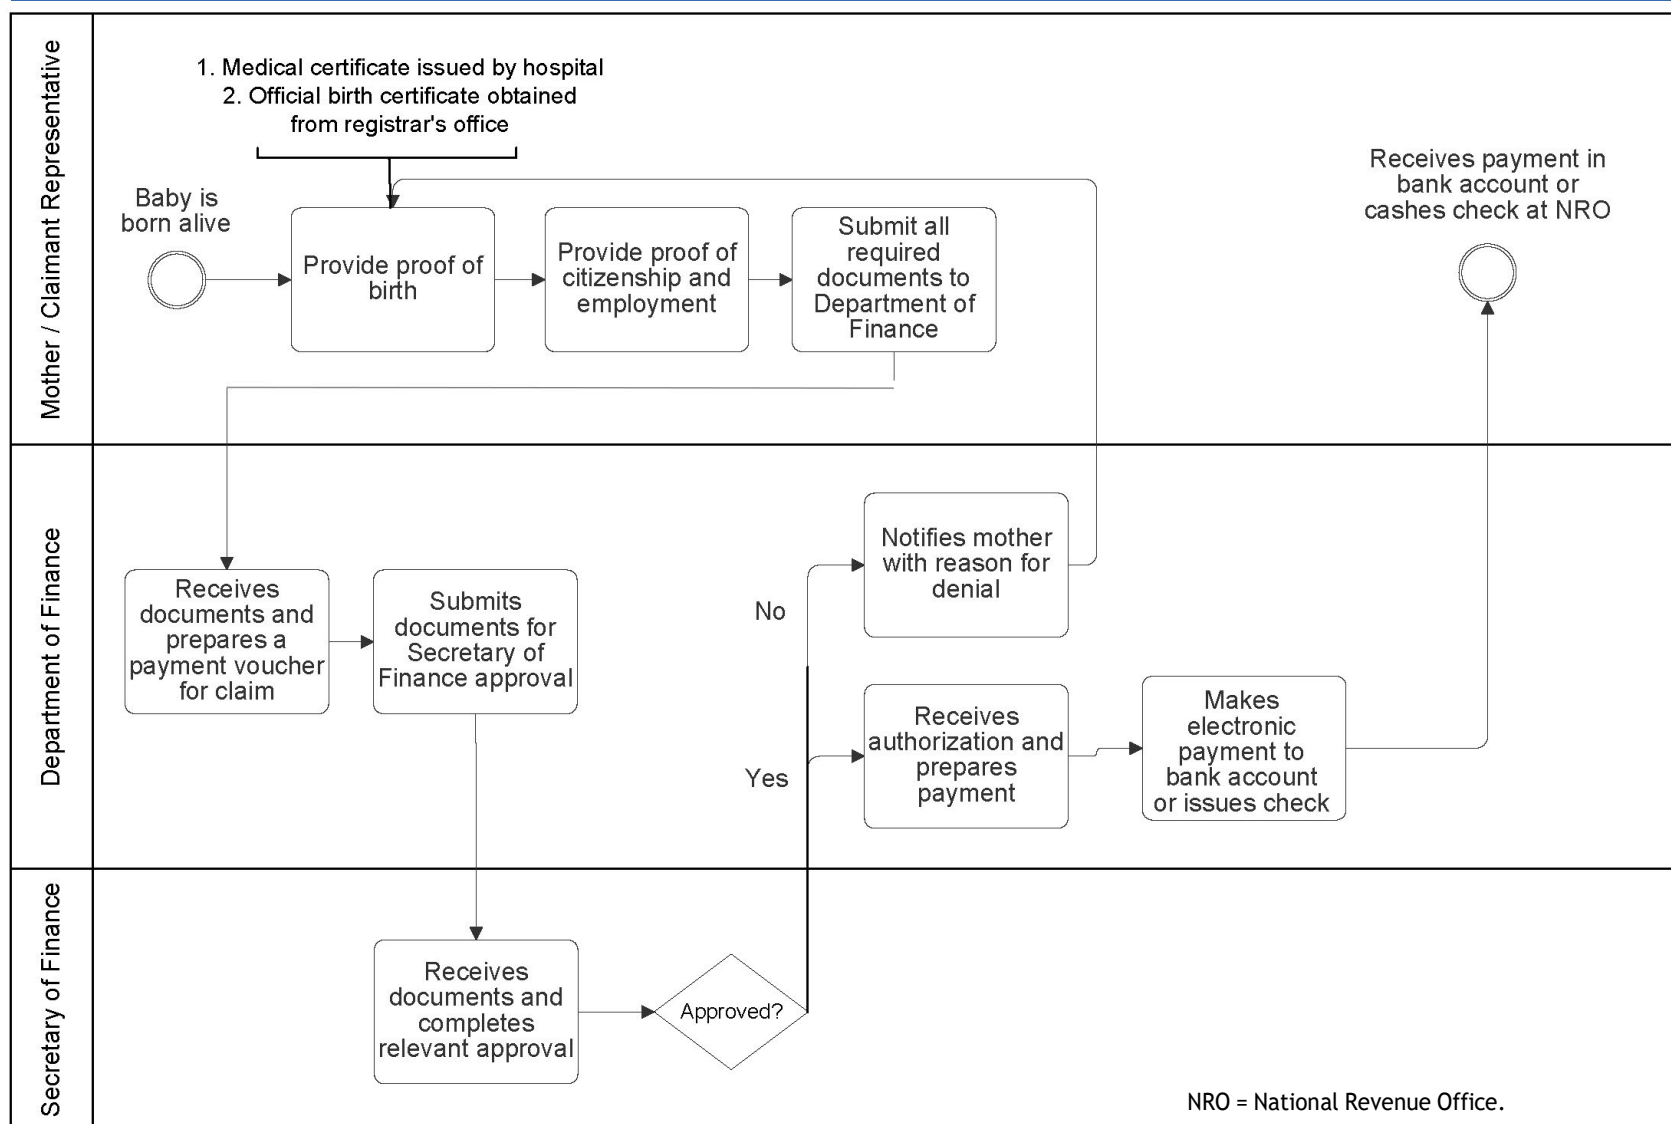 Mother / Claimant Representative
1. Medical certificate issued by hospital
2. Official birth certificate obtained
from registrar's office
Baby is
born alive
Provide proof of
birth
Provide proof of
citizenship and
employment
Submit all
required
documents to
Department of
Finance
Receives payment in
bank account or
cashes check at NRO
Department of Finance
Receives
documents and
prepares a
payment voucher
for claim
Submits
documents for
Secretary of
Finance approval
No
Notifies mother
with reason for
denial
Yes
Receives
authorization and
prepares
payment
Makes
electronic
payment to
bank account
or issues check
Secretary of Finance
Receives
documents and
completes
relevant approval
Approved?
NRO = National Revenue Office.